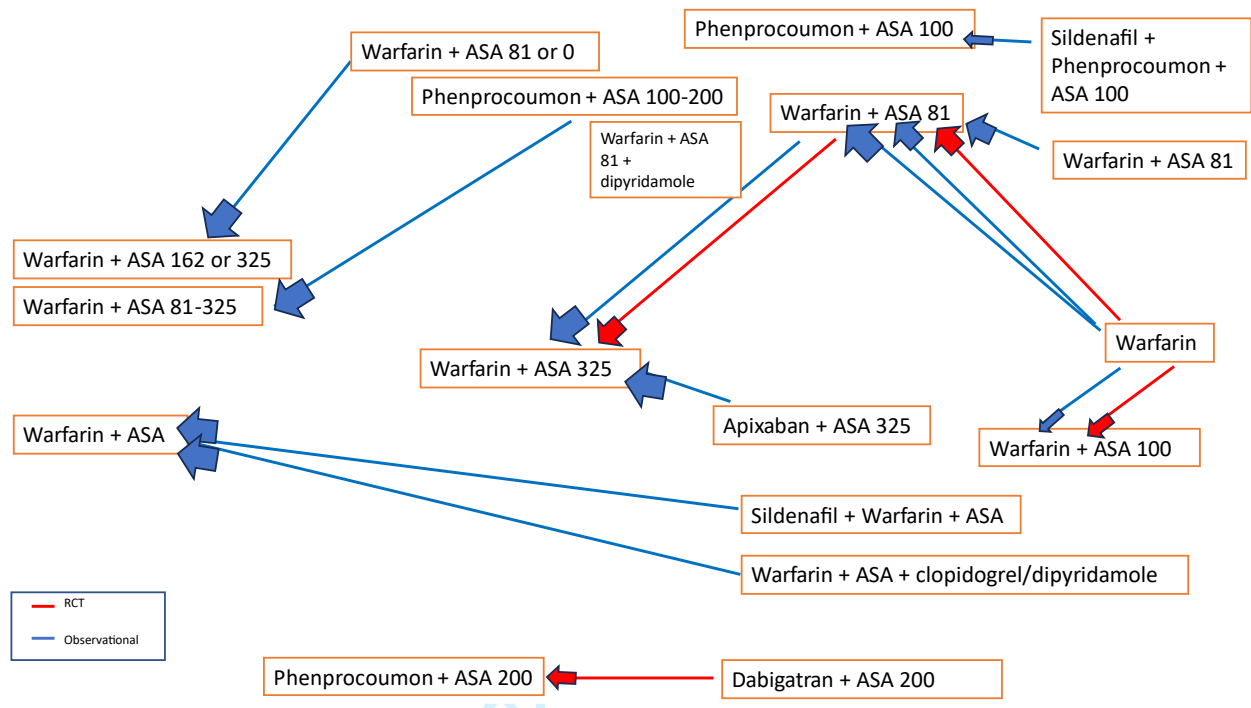 Phenprocoumon + ASA 100
Sildenafil +
Phenprocoumon +
ASA 100
Warfarin + ASA 81 or 0
Phenprocoumon + ASA 100-200
Warfarin + ASA 81
Warfarin + ASA
81 +
dipyridamole
Warfarin + ASA 81
Warfarin + ASA 162 or 325
Warfarin + ASA 81-325
Warfarin
Warfarin + ASA 325
Apixaban + ASA 325
Warfarin + ASA
Warfarin + ASA 100
Sildenafil + Warfarin + ASA
Warfarin + ASA + clopidogrel/dipyridamole
RCT
Observational
Phenprocoumon + ASA 200
Dabigatran + ASA 200